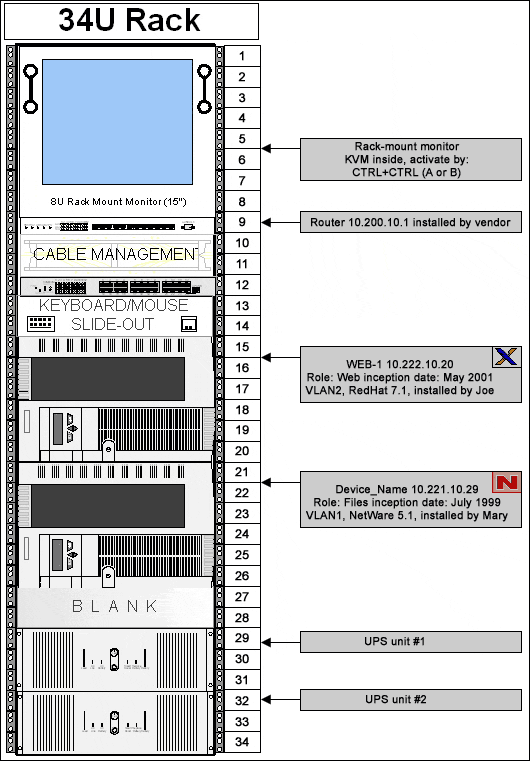 34U Rack
1
2
3
4
5
6
7
8
9
10
11
12
13
14
15
16
17
18
19
20
21
22
23
24
25
26
27
28
29
30
31
32
33
34
8U Rack Mount Monitor (15")
CABLE MANAGEMEN
KEYBOARD/MOUSE
SLIDE-OUT
BLANK
Rack-mount monitor
KVM inside, activate by:
CTRL+CTRL (A or B)
Router 10.200.10.1 installed by vendor
X
WEB-1 10.222.10.20
Role: Web inception date: May 2001
VLAN2, RedHat 7.1, installed by Joe
N
Device_Name 10.221.10.29
Role: Files inception date: July 1999
VLAN1, NetWare 5.1, installed by Mary
UPS unit #1
UPS unit #2